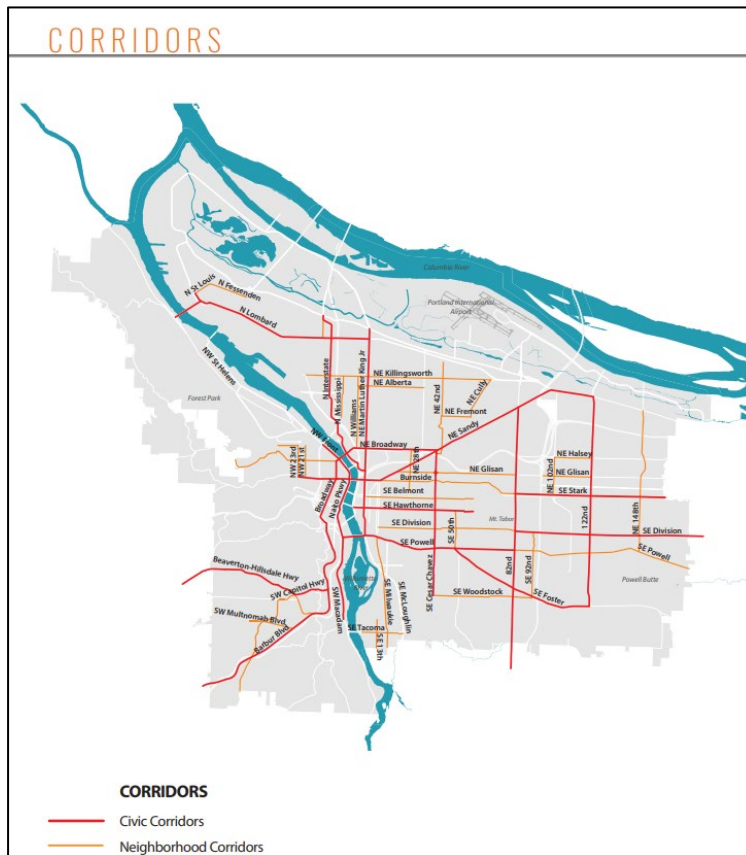 CORRIDORS
Columbia River
Portland International
Airport
N St Louis
N Fessenden
N Lombard
NW St Helens
Forest Park
N Interstate
N Mississippi
N Williams
NE Martin Luther King Jr
NE Killingsworth
NE Alberta
NE 42nd
NE Cully
NE Fremont
NE Sandy
NW Front
NE Broadway
NW 23rd
NW 21st
NE 28th
NE Glisan
Burnside
NE Halsey
NE 102nd
NE Glisan
SE Stark
Broadway
Naito Pkwy
SE Belmont
SE Hawthorne
SE Division
SE 50th
Mt. Tabor
122nd
NE 148th
SE Division
SE Powell
SE Powell
Powell Butte
Beaverton-Hillsdale Hwy
SW Capitol Hwy
SW Multnomah Blvd
Barbur Blvd
SW Macadam
SE Milwaukie
SE McLoughlin
SE Cesar Chavez
SE Woodstock
82nd
SE 92nd
SE Foster
SE Tacoma
SE 13th
CORRIDORS
Civic Corridors
Neighborhood Corridors